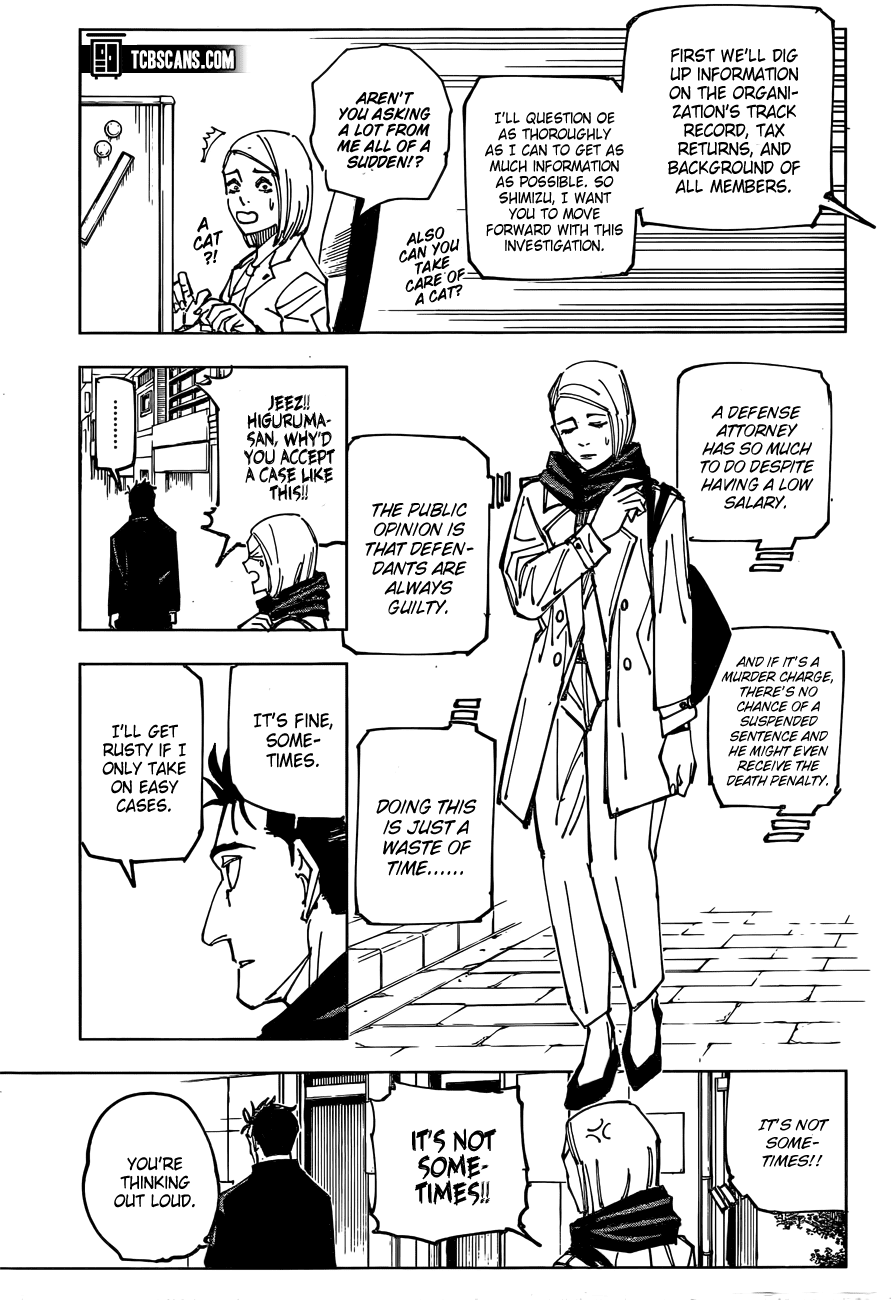 TCBSCANS.COM
FIRST WE'LL DIG
UP INFORMATION
ON THE ORGANI-
ZATION'S TRACK
RECORD, TAX
RETURNS, AND
BACKGROUND OF
ALL MEMBERS.
I'LL QUESTION OE
AS THOROUGHLY
AS I CAN TO GET AS
MUCH INFORMATION
AS POSSIBLE. SO
SHIMIZU, I WANT
YOU TO MOVE
FORWARD WITH THIS
INVESTIGATION.
AREN'T
YOU ASKING
A LOT FROM
ME ALL OF A
SUDDEN!?
ALSO
CAN YOU
TAKE
CARE OF
A CAT?
A
CAT
?!
A DEFENSE
ATTORNEY
HAS SO MUCH
TO DO DESPITE
HAVING A LOW
SALARY.
AND IF IT'S A
MURDER CHARGE,
THERE'S NO
CHANCE OF A
SUSPENDED
SENTENCE AND
HE MIGHT EVEN
RECEIVE THE
DEATH PENALTY.
THE PUBLIC
OPINION IS
THAT DEFEN-
DANTS ARE
ALWAYS
GUILTY.
DOING THIS
IS JUST A
WASTE OF
TIME......
JEEZ!!
HIGURUMA-
SAN, WHY'D
YOU ACCEPT
A CASE LIKE
THIS!!
........
IT'S FINE,
SOME-
TIMES.
I'LL GET
RUSTY IF I
ONLY TAKE
ON EASY
CASES.
IT'S NOT
SOME-
TIMES!!
IT'S NOT
SOME-
TIMES!!
YOU'RE
THINKING
OUT LOUD.